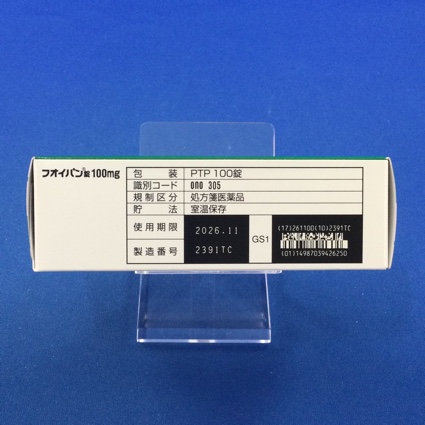 フオイパン錠100mg
包装 PTP 100錠
識別コード ono 305
規制区分 処方箋医薬品
貯法 室温保存
使用期限 2026.11
製造番号 2391TC
GS1
(17)261100(10)2391TC
(01)14987039426250